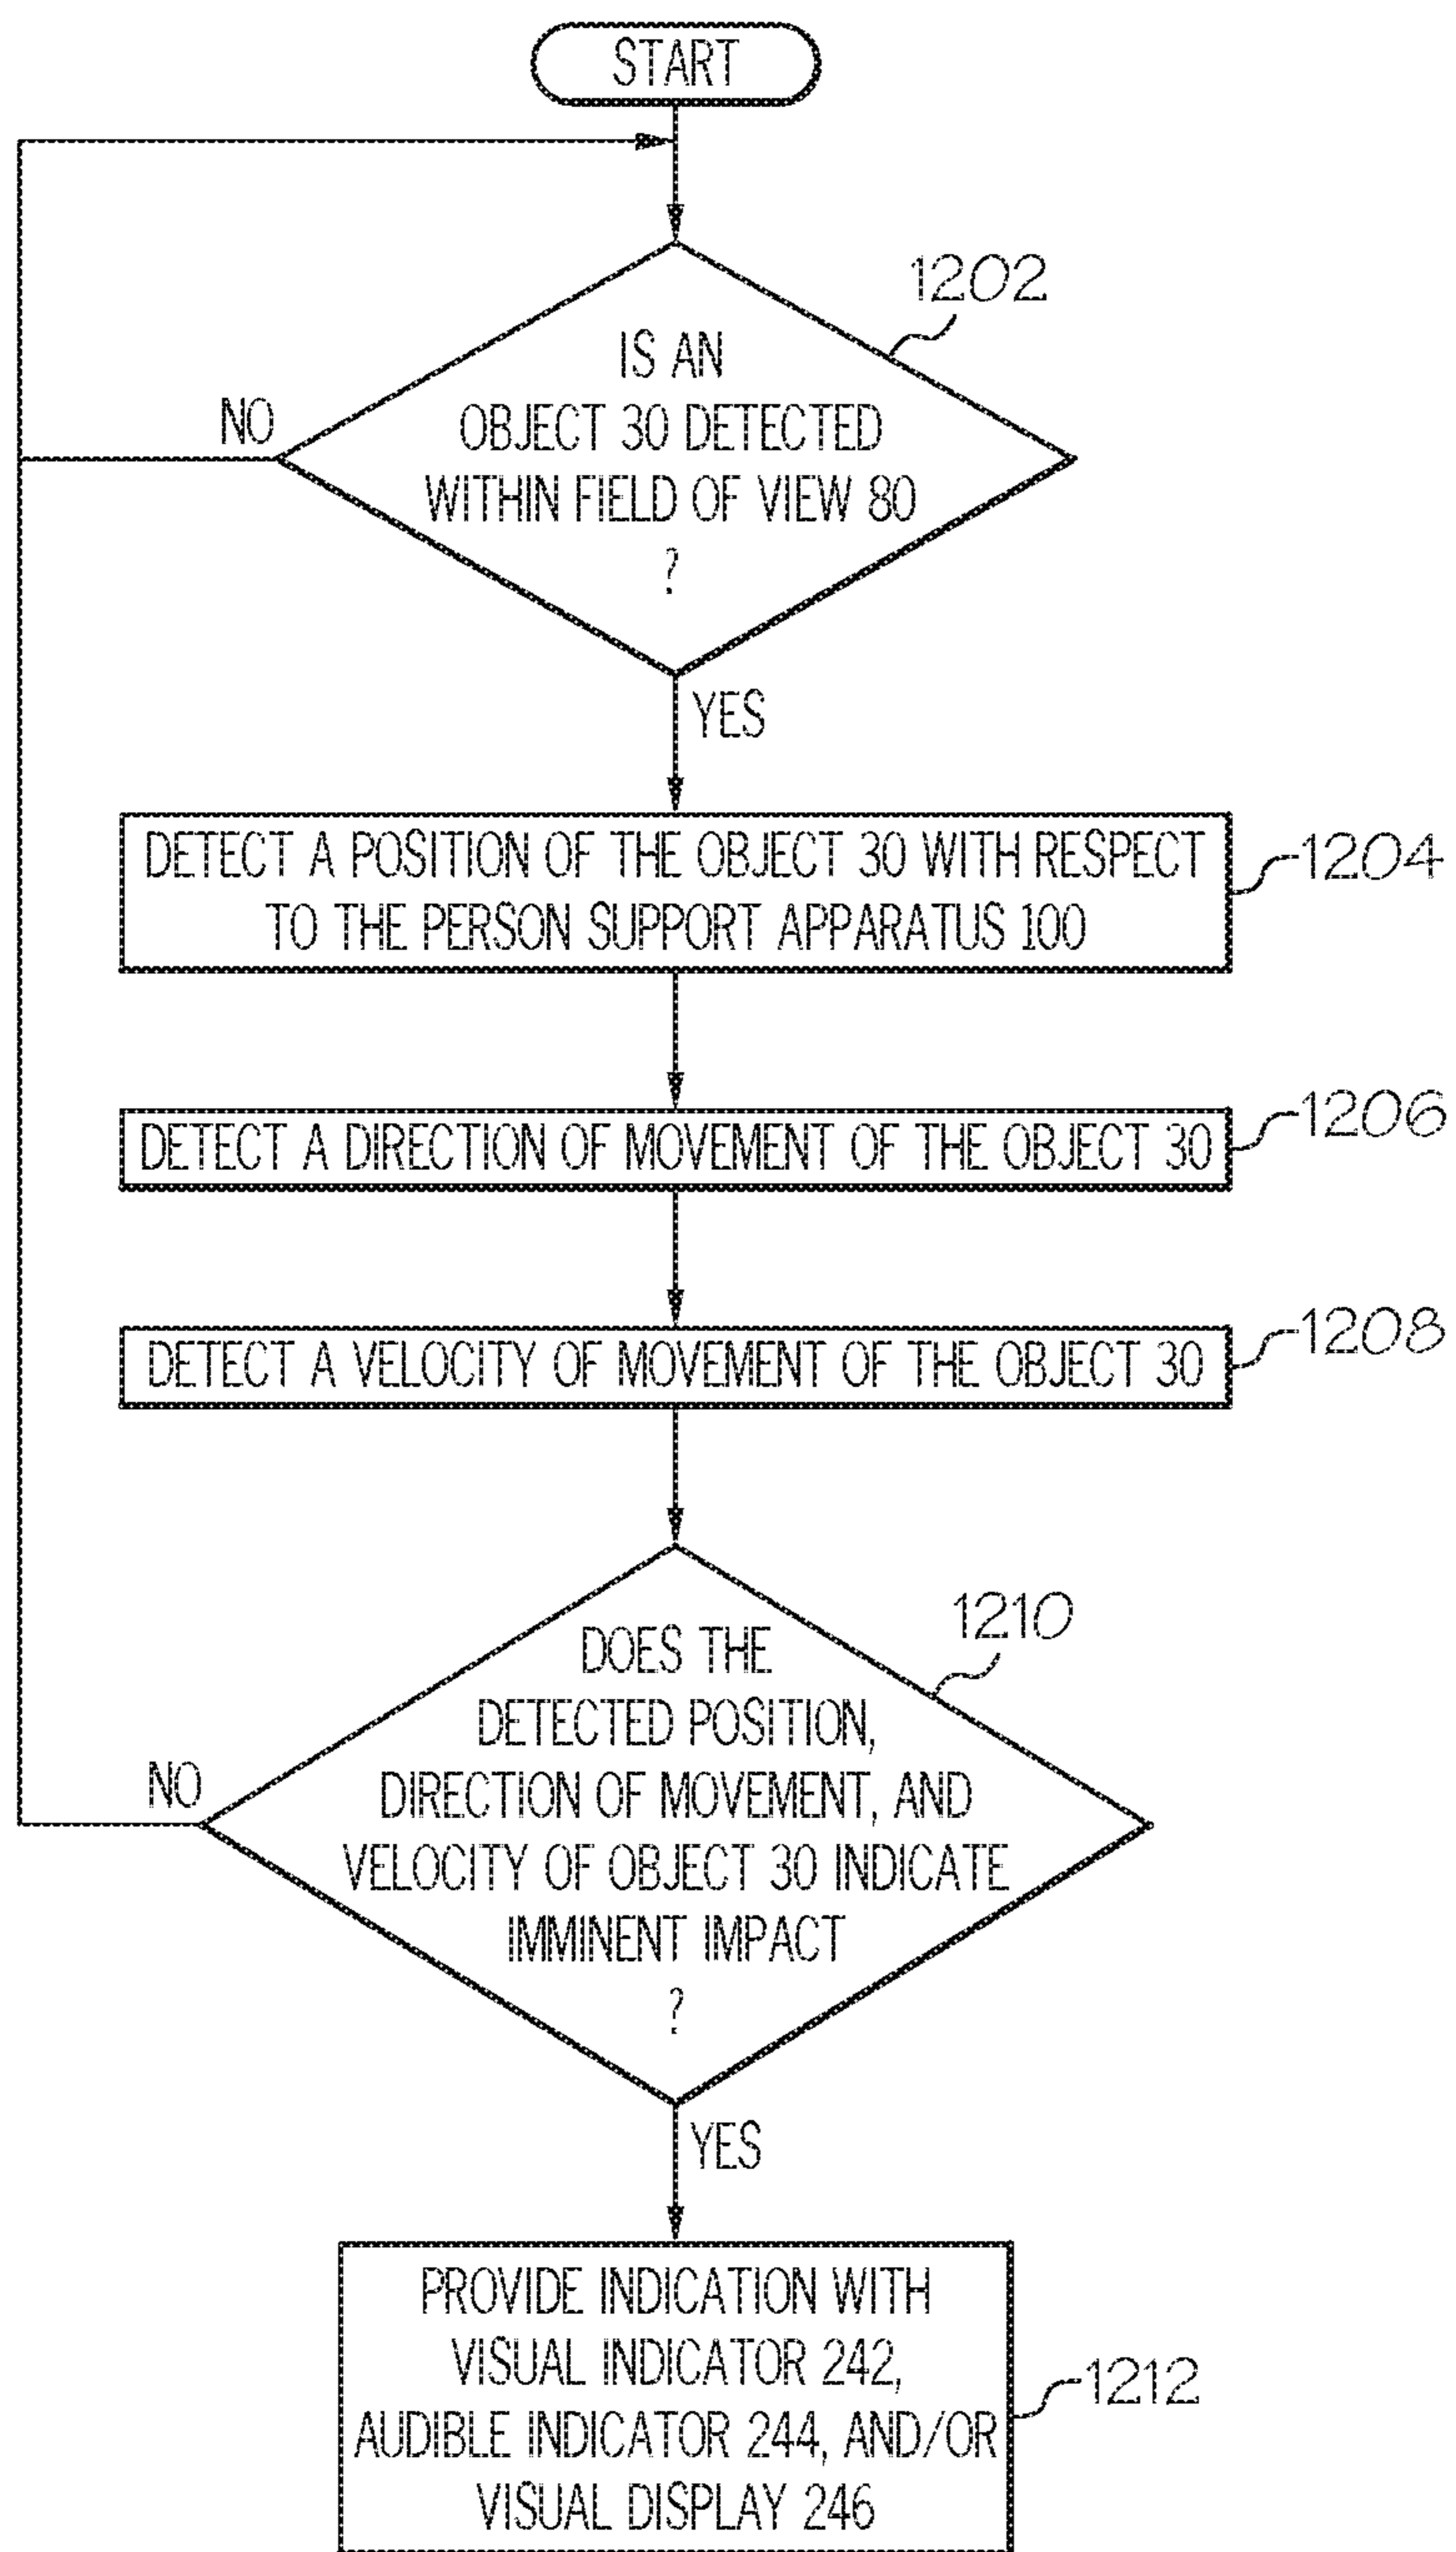 START
1202
IS AN
OBJECT 30 DETECTED
WITHIN FIELD OF VIEW 80
?
NO
YES
DETECT A POSITION OF THE OBJECT 30 WITH RESPECT
TO THE PERSON SUPPORT APPARATUS 100
1204
DETECT A DIRECTION OF MOVEMENT OF THE OBJECT 30
1206
DETECT A VELOCITY OF MOVEMENT OF THE OBJECT 30
1208
1210
DOES THE
DETECTED POSITION,
DIRECTION OF MOVEMENT, AND
VELOCITY OF OBJECT 30 INDICATE
IMMINENT IMPACT
?
NO
YES
PROVIDE INDICATION WITH
VISUAL INDICATOR 242,
AUDIBLE INDICATOR 244, AND/OR
VISUAL DISPLAY 246
1212